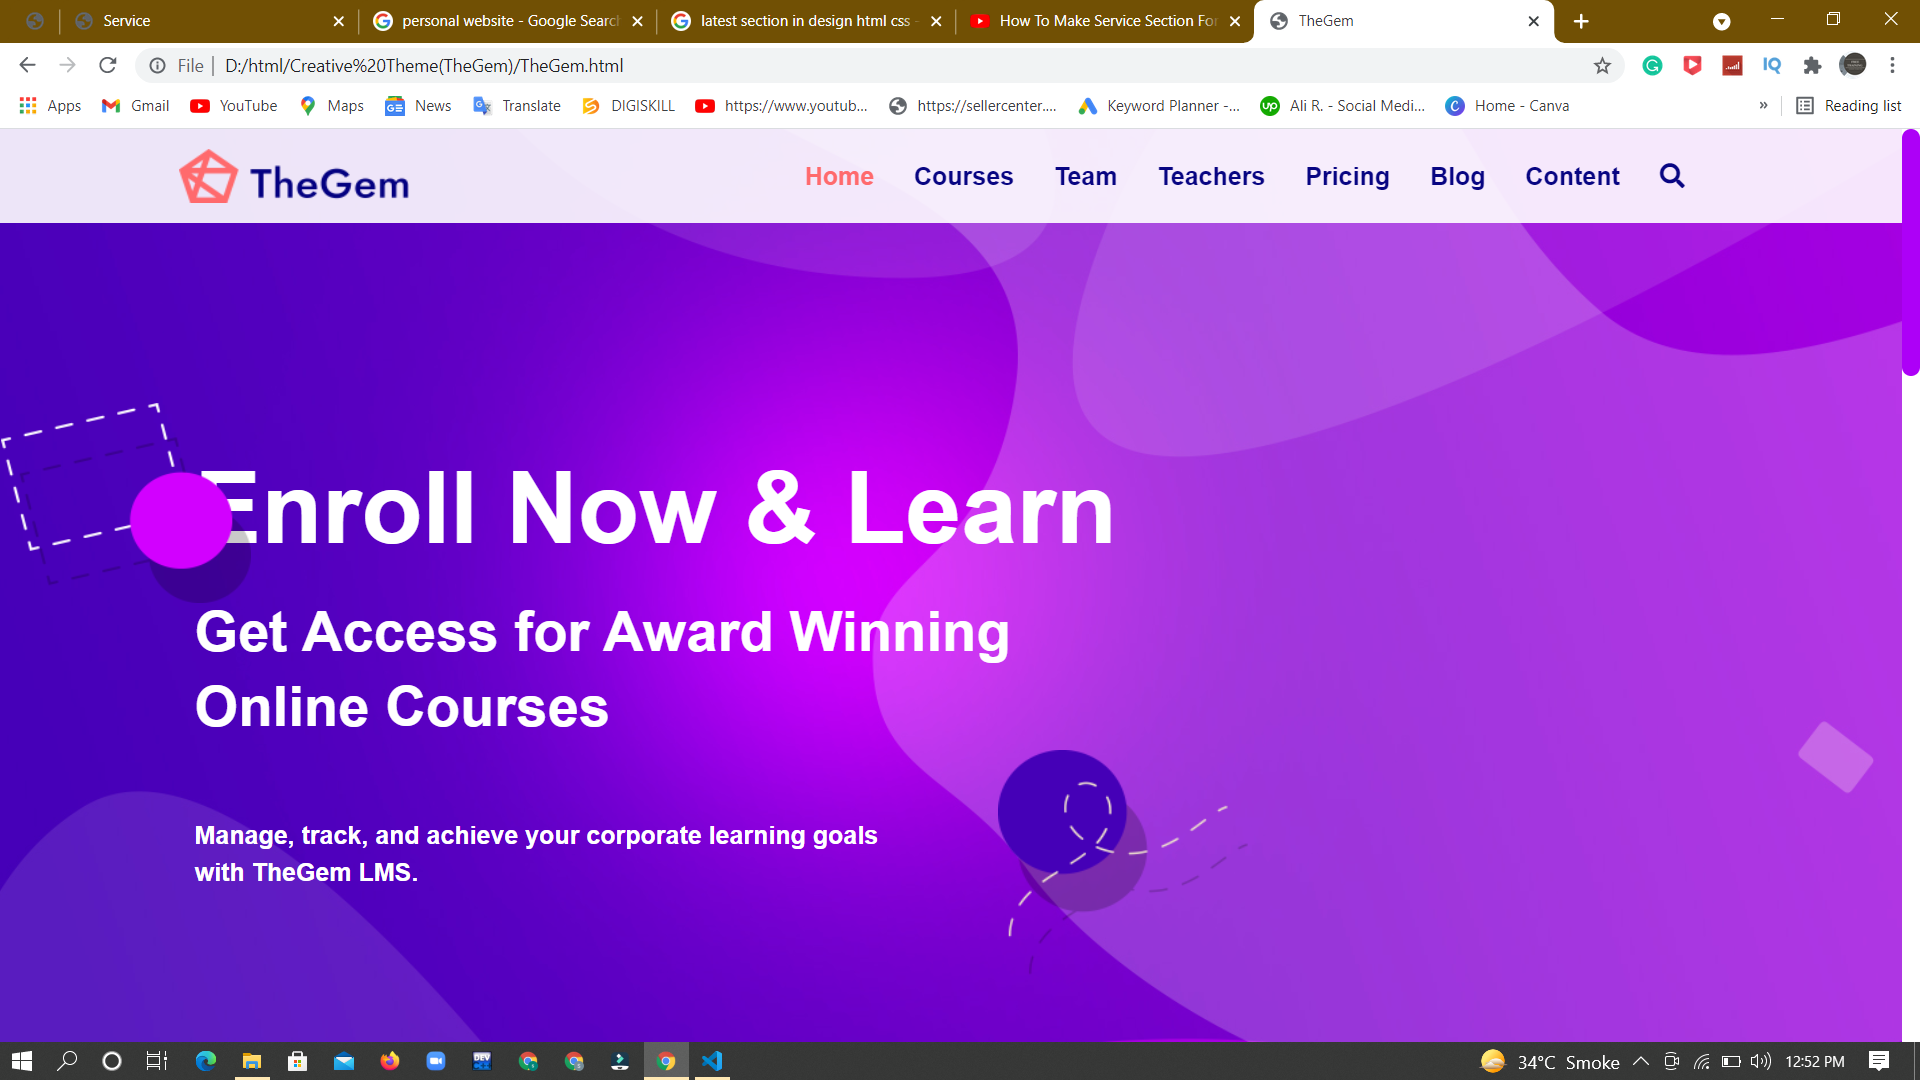 Service
personal website - Google Searc
latest section in design html css -
How To Make Service Section For
TheGem
File
D:/html/Creative%20Theme(TheGem)/TheGem.html
IQ
Apps
Gmail
YouTube
Maps
News
Translate
DIGISKILL
https://www.youtub...
https://sellercenter....
Keyword Planner -...
Ali R. - Social Medi...
Home - Canva
»
Reading list
TheGem
Home
Courses
Team
Teachers
Pricing
Blog
Content
Enroll Now & Learn
Get Access for Award Winning
Online Courses
Manage, track, and achieve your corporate learning goals
with TheGem LMS.
DEV
34°C Smoke
12:52 PM